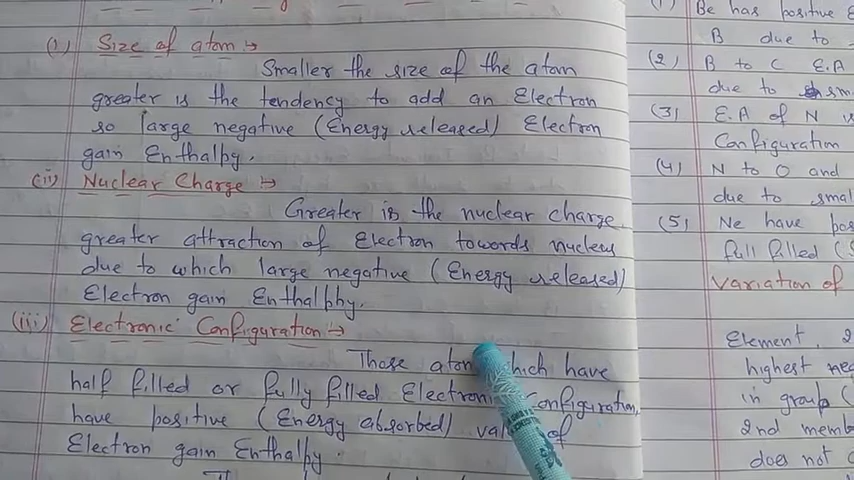 (i) Size of atom :-
Smaller the size of the atom
greater is the tendency to add an Electron
so large negative (Energy released) Electron
gain Enthalpy.
(ii) Nuclear Charge :-
Greater is the nuclear charge
greater attraction of Electron towards nucleus
due to which large negative (Energy released)
Electron gain Enthalphy.
(iii) Electronic Configuration :-
Those atom which have
half filled or fully filled Electronic Configuration,
have positive (Energy absorbed) value of
Electron gain Enthalpy.
(1) Be has positive
B due to
(2) B to C E.A
due to
(3) E.A of N is
Configuration
(4) N to O and
due to
(5) Ne have
full filled
Variation of
Element,
highest
in group
2nd
does not